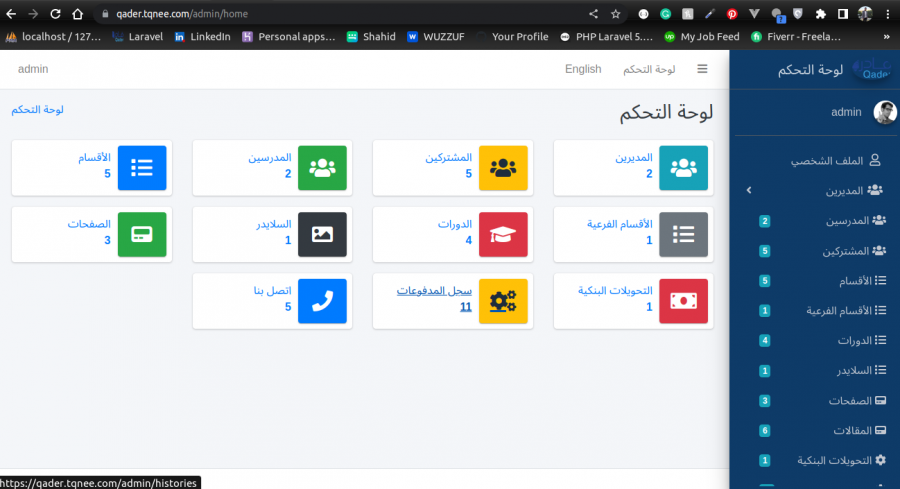 qader.tqnee.com/admin/home
localhost / 127...
Laravel
LinkedIn
Personal apps...
Shahid
WUZZUF
Your Profile
PHP Laravel 5....
My Job Feed
Fiverr - Freela...
»
admin
English
لوحة التحكم
لوحة التحكم
Qader
admin
الملف الشخصي
المديرين
المدرسين
2
المشتركين
5
الأقسام
5
الأقسام الفرعية
1
الدورات
4
السلايدر
1
الصفحات
3
المقالات
6
التحويلات البنكية
1
لوحة التحكم
لوحة التحكم
المديرين
2
المشتركين
5
المدرسين
2
الأقسام
5
الأقسام الفرعية
1
الدورات
4
السلايدر
1
الصفحات
3
التحويلات البنكية
1
سجل المدفوعات
11
اتصل بنا
5
https://qader.tqnee.com/admin/histories